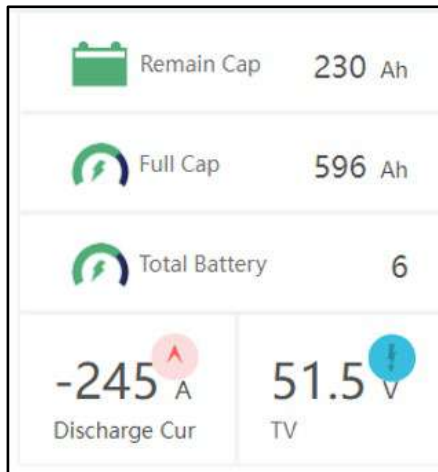 Remain Cap 230 Ah
Full Cap 596 Ah
Total Battery 6
-245 A
Discharge Cur
51.5 V
TV